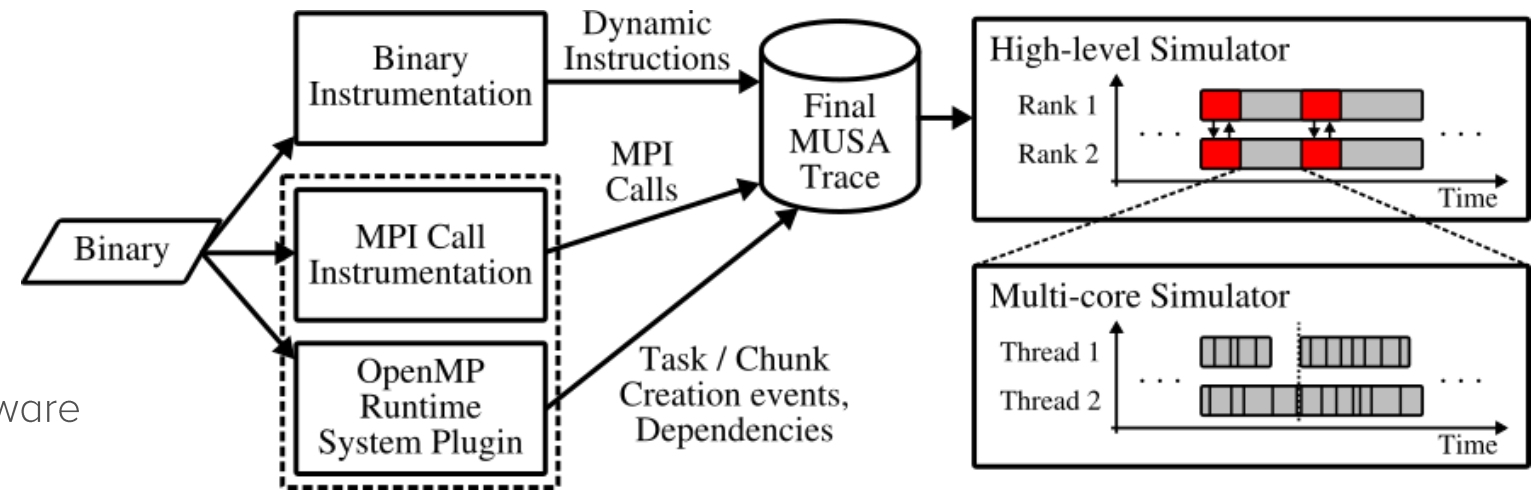 Binary
Binary
Instrumentation
MPI Call
Instrumentation
OpenMP
Runtime
System Plugin
ware
Dynamic
Instructions
MPI
Calls
Task / Chunk
Creation events,
Dependencies
Final
MUSA
Trace
High-level Simulator
Rank 1
. . .
. . .
Rank 2
Time
Multi-core Simulator
Thread 1
. . .
. . .
Thread 2
Time